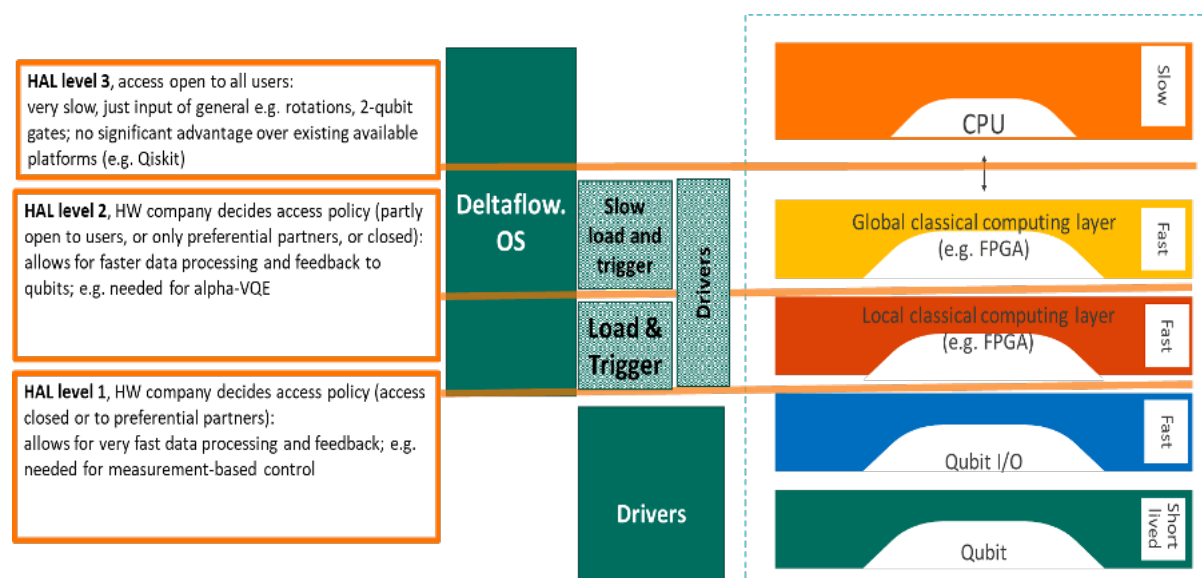 HAL level 3, access open to all users:
very slow, just input of general e.g. rotations, 2-qubit
gates; no significant advantage over existing available
platforms (e.g. Qiskit)
HAL level 2, HW company decides access policy (partly
open to users, or only preferential partners, or closed):
allows for faster data processing and feedback to
qubits; e.g. needed for alpha-VQE
HAL level 1, HW company decides access policy (access
closed or to preferential partners):
allows for very fast data processing and feedback; e.g.
needed for measurement-based control
Deltaflow.
OS
Slow
load and
trigger
Load &
Trigger
Drivers
Drivers
CPU
Slow
Global classical computing layer
(e.g. FPGA)
Fast
Local classical computing layer
(e.g. FPGA)
Fast
Qubit I/O
Fast
Qubit
Short
lived